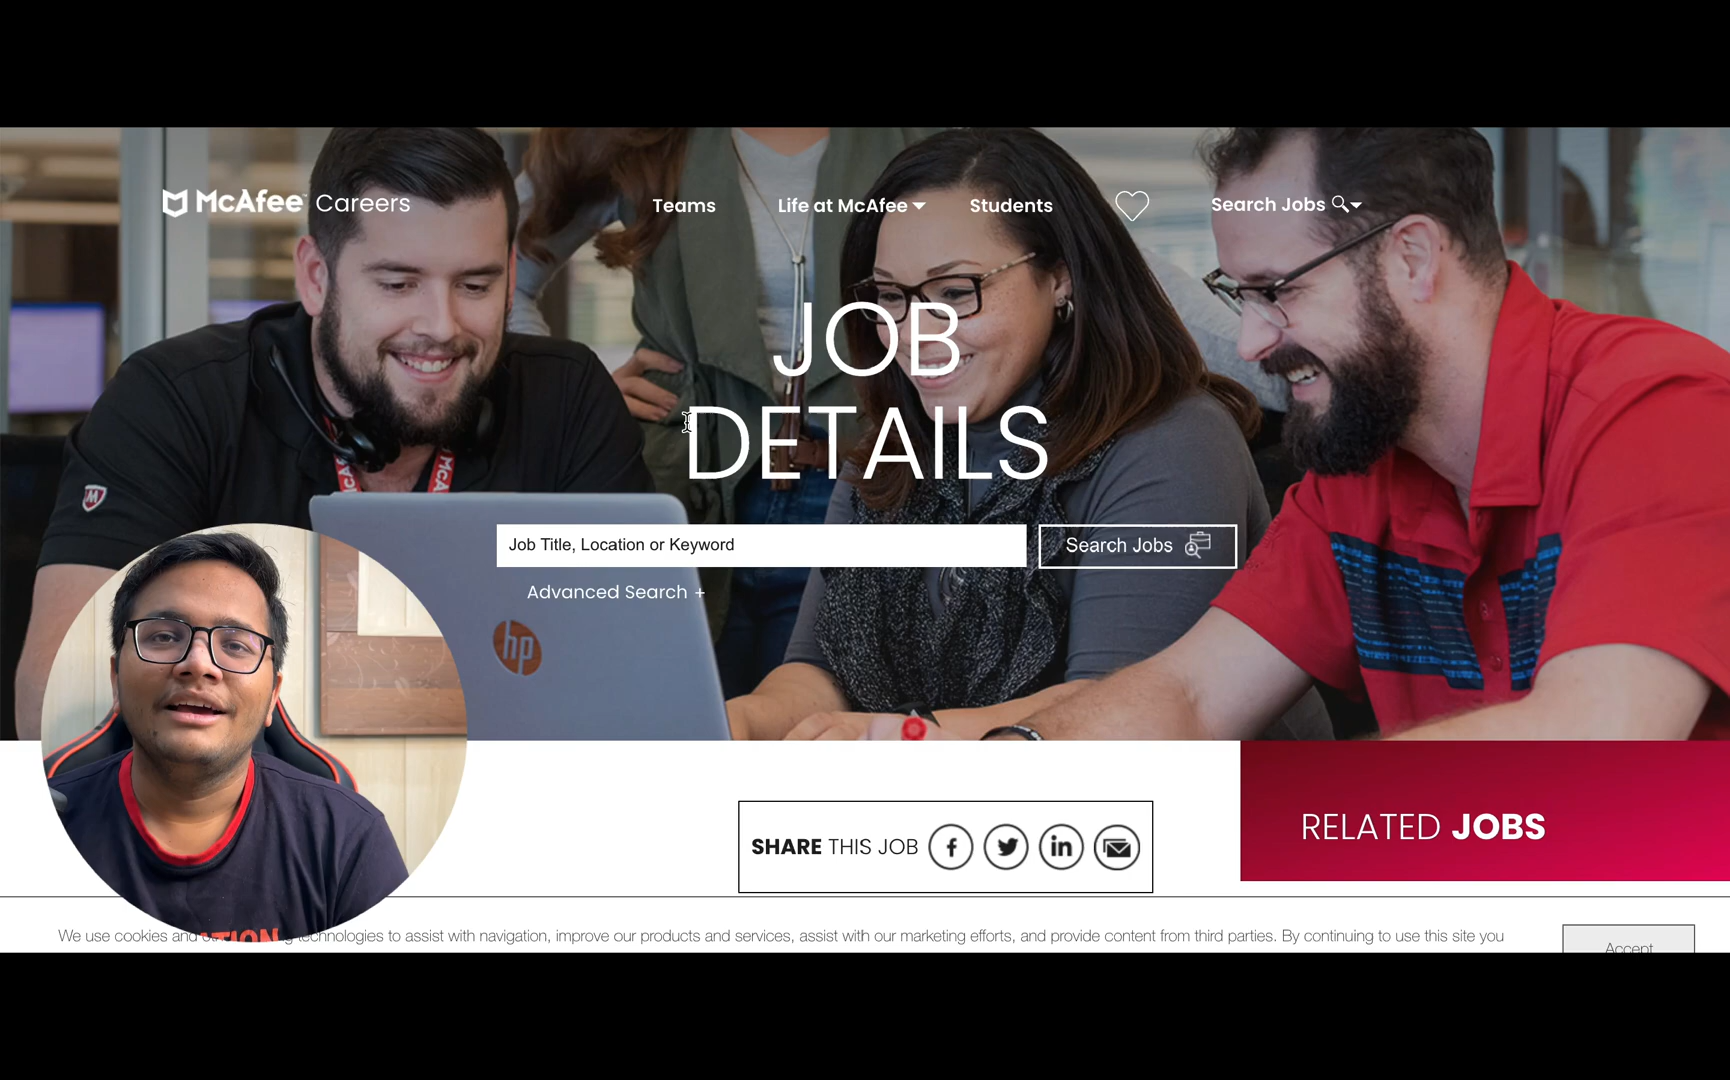 McAfee™ Careers
Teams
Life at McAfee
Students
Search Jobs
JOB
DETAILS
Job Title, Location or Keyword
Search Jobs
Advanced Search +
hp
SHARE THIS JOB
RELATED JOBS
We use cookies and technologies to assist with navigation, improve our products and services, assist with our marketing efforts, and provide content from third parties. By continuing to use this site you
Accept